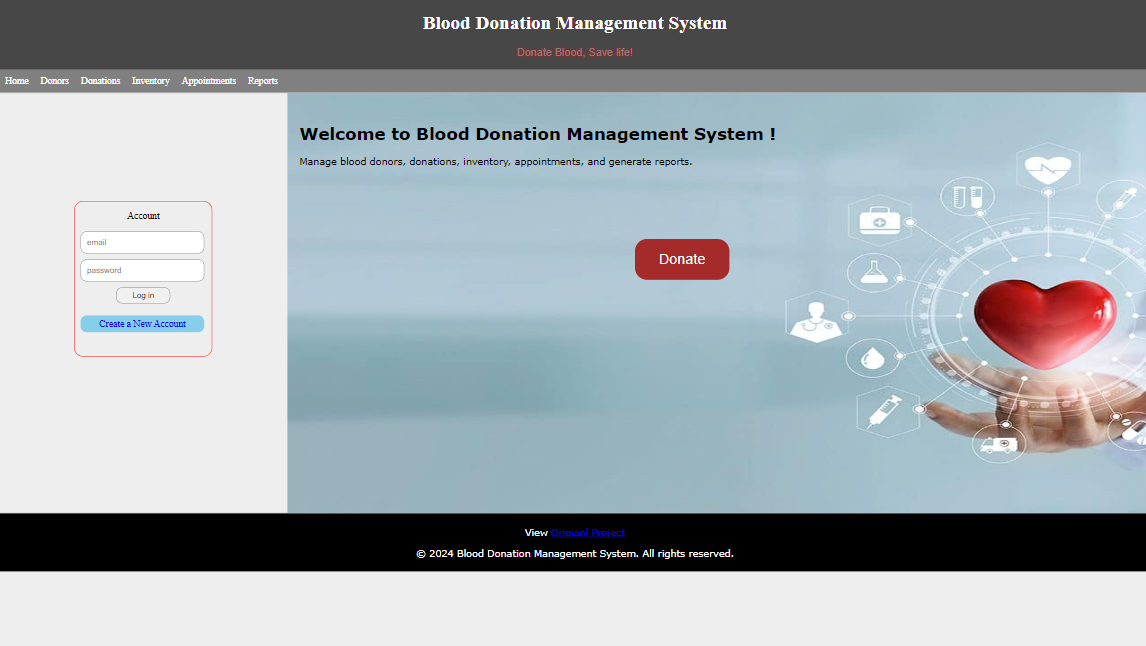 Blood Donation Management System
Donate Blood, Save life!
Home Donors Donations Inventory Appointments Reports
Account
email
password
Log in
Create a New Account
Welcome to Blood Donation Management System !
Manage blood donors, donations, inventory, appointments, and generate reports.
Donate
View Origianl Project
© 2024 Blood Donation Management System. All rights reserved.